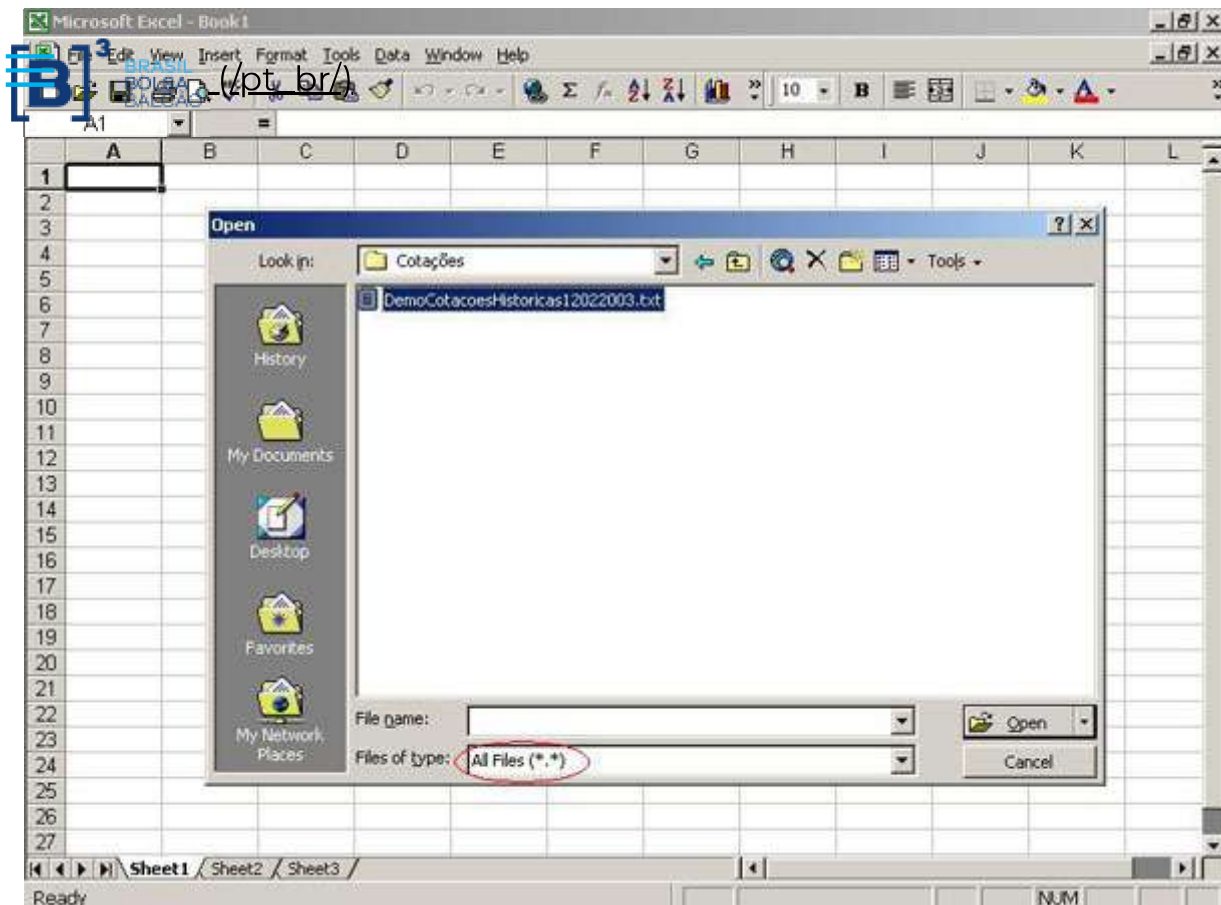 Microsoft Excel - Book1
File Edit View Insert Format Tools Data Window Help
B]³ BRASIL BOLSA BALCÃO (/pt_br/)
10 B
A1 =
A B C D E F G H I J K L
1
2
3
4
5
6
7
8
9
10
11
12
13
14
15
16
17
18
19
20
21
22
23
24
25
26
27
Open
Look in: Cotações Tools
DemoCotacoesHistoricas12022003.txt
History
My Documents
Desktop
Favorites
My Network Places
File name: Open
Files of type: All Files (*.*) Cancel
Sheet1 Sheet2 Sheet3
Ready NUM